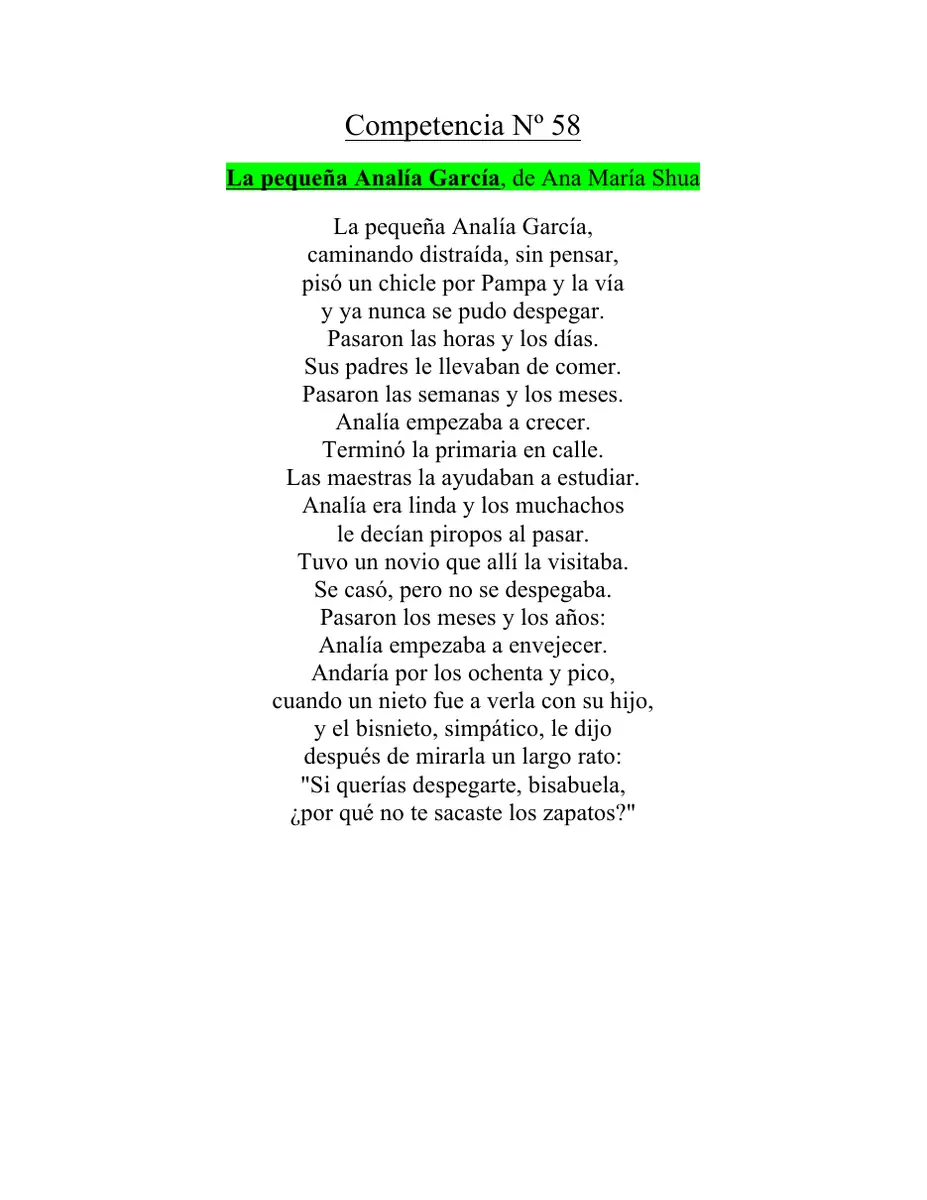 Competencia Nº 58
La pequeña Analía García, de Ana María Shua
La pequeña Analía García,
caminando distraída, sin pensar,
pisó un chicle por Pampa y la vía
y ya nunca se pudo despegar.
Pasaron las horas y los días.
Sus padres le llevaban de comer.
Pasaron las semanas y los meses.
Analía empezaba a crecer.
Terminó la primaria en calle.
Las maestras la ayudaban a estudiar.
Analía era linda y los muchachos
le decían piropos al pasar.
Tuvo un novio que allí la visitaba.
Se casó, pero no se despegaba.
Pasaron los meses y los años:
Analía empezaba a envejecer.
Andaría por los ochenta y pico,
cuando un nieto fue a verla con su hijo,
y el bisnieto, simpático, le dijo
después de mirarla un largo rato:
"Si querías despegarte, bisabuela,
¿por qué no te sacaste los zapatos?"